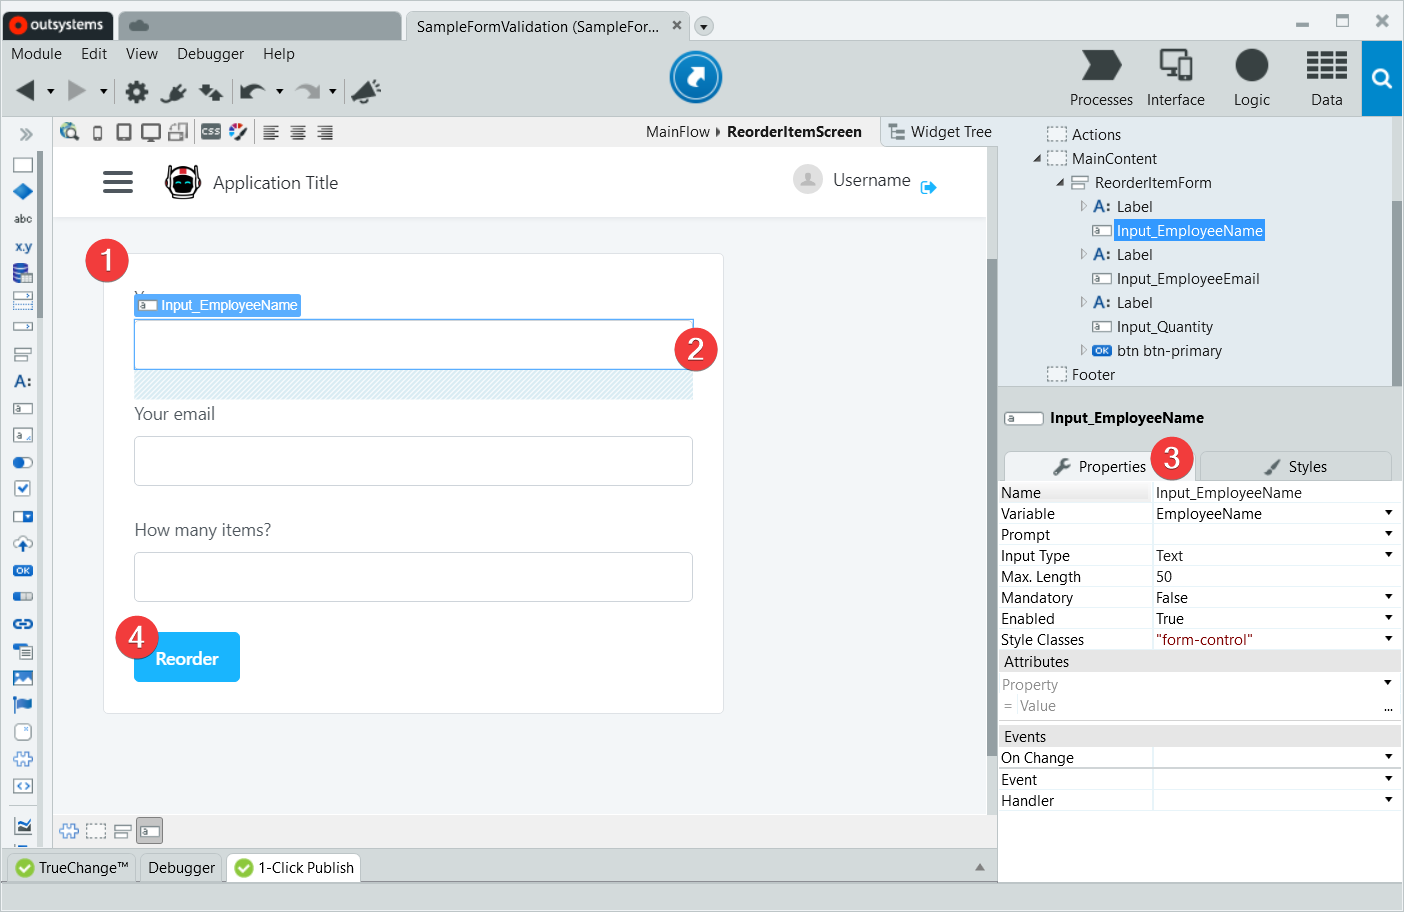 outsystems
SampleFormValidation (SampleFor...
Module Edit View Debugger Help
Processes Interface Logic Data
CSS
MainFlow ReorderItemScreen
Widget Tree
Application Title
Username
1
Input_EmployeeName
2
Your email
How many items?
4
Reorder
abc
x.y
A:
a
a
OK
a
TrueChange™ Debugger 1-Click Publish
Actions
MainContent
ReorderItemForm
A: Label
a Input_EmployeeName
A: Label
a Input_EmployeeEmail
A: Label
a Input_Quantity
OK btn btn-primary
Footer
a Input_EmployeeName
Properties 3 Styles
Name Input_EmployeeName
Variable EmployeeName
Prompt
Input Type Text
Max. Length 50
Mandatory False
Enabled True
Style Classes "form-control"
Attributes
Property
= Value ...
Events
On Change
Event
Handler